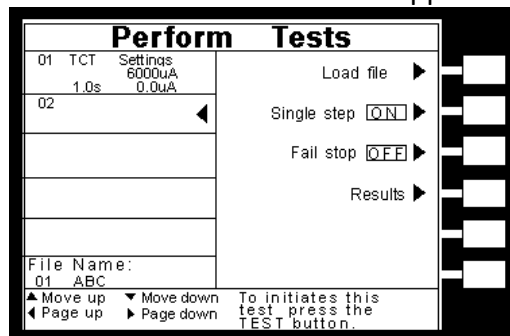 Perform Tests
01 TCT Settings
6000uA
1.0s 0.0uA
02 ◀
Load file ▶
Single step ON ▶
Fail stop OFF ▶
Results ▶
File Name:
01 ABC
▲ Move up ▼ Move down
◀ Page up ▶ Page down
To initiates this
test press the
TEST button.